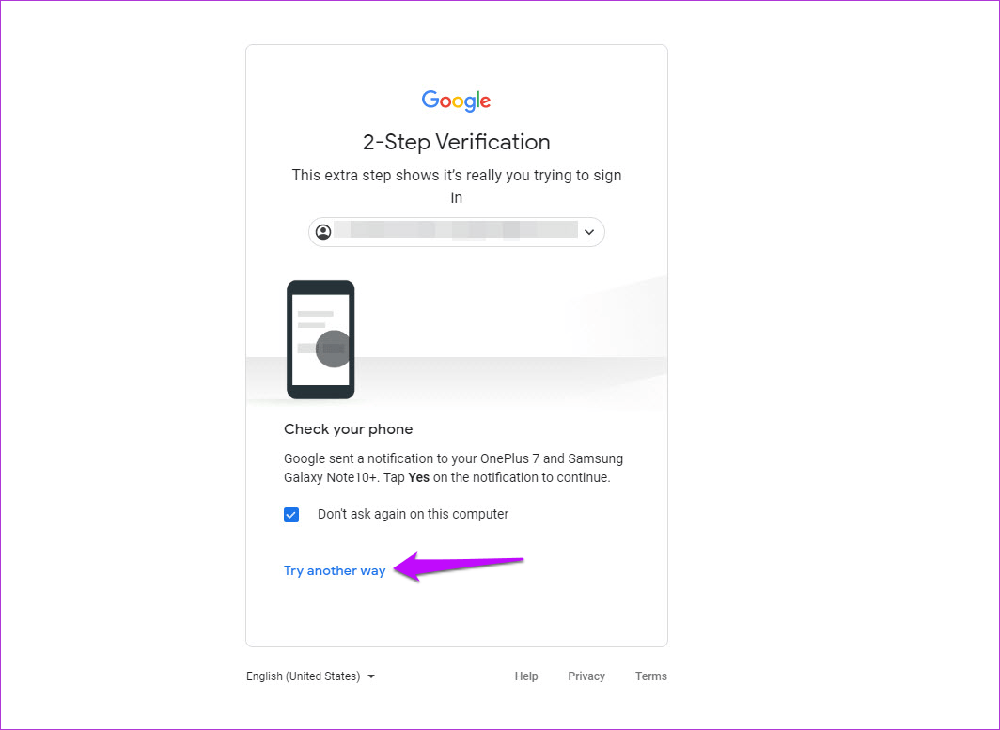 Google
2-Step Verification
This extra step shows it's really you trying to sign
in
Check your phone
Google sent a notification to your OnePlus 7 and Samsung
Galaxy Note10+. Tap Yes on the notification to continue.
Don't ask again on this computer
Try another way
English (United States)
Help
Privacy
Terms